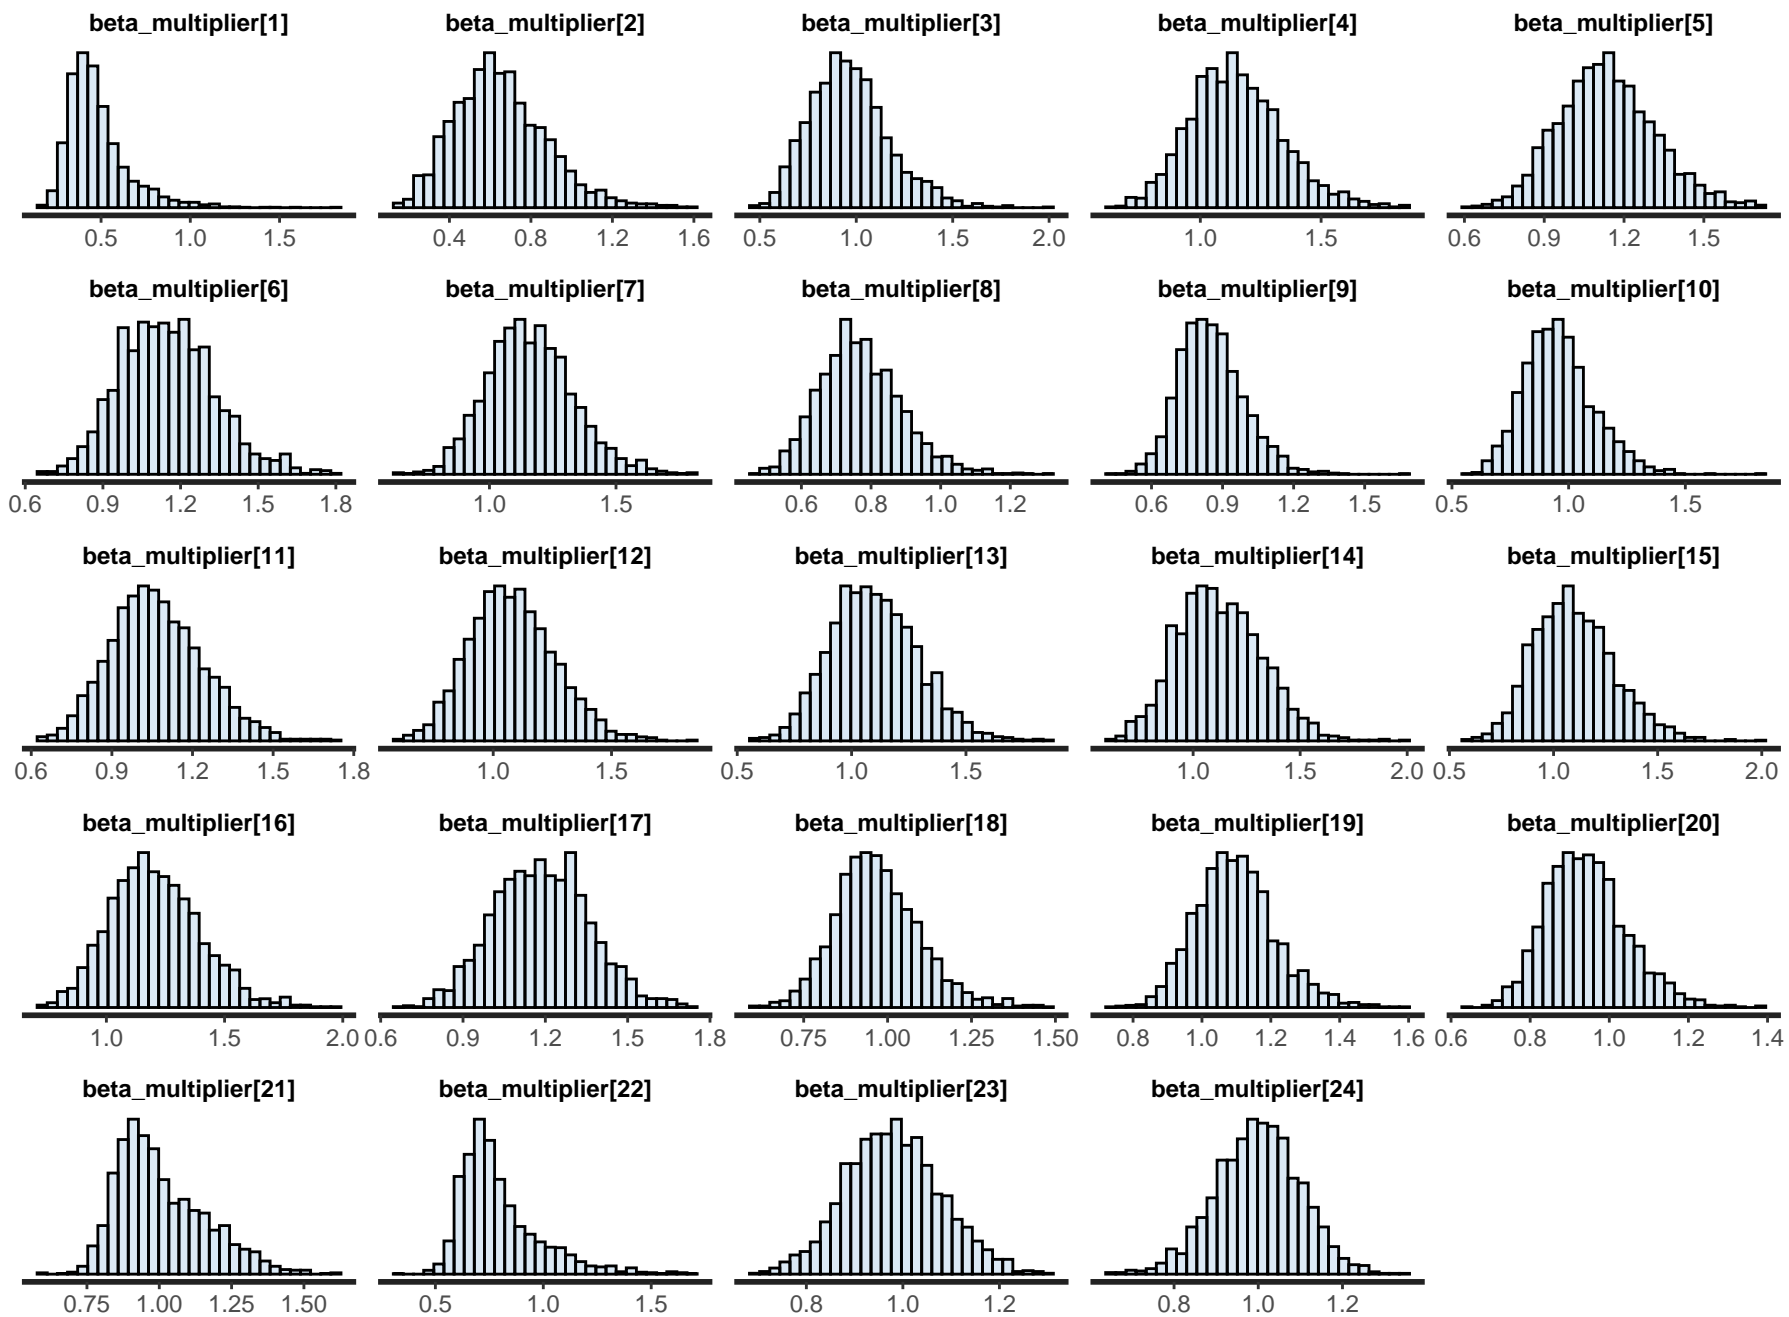 beta_multiplier[1] beta_multiplier[2] beta_multiplier[3] beta_multiplier[4] beta_multiplier[5]
0.5 1.0 1.5 0.4 0.8 1.2 1.6 0.5 1.0 1.5 2.0 1.0 1.5 0.6 0.9 1.2 1.5
beta_multiplier[6] beta_multiplier[7] beta_multiplier[8] beta_multiplier[9] beta_multiplier[10]
0.6 0.9 1.2 1.5 1.8 1.0 1.5 0.6 0.8 1.0 1.2 0.6 0.9 1.2 1.5 0.5 1.0 1.5
beta_multiplier[11] beta_multiplier[12] beta_multiplier[13] beta_multiplier[14] beta_multiplier[15]
0.6 0.9 1.2 1.5 1.8 1.0 1.5 0.5 1.0 1.5 1.0 1.5 2.0 0.5 1.0 1.5 2.0
beta_multiplier[16] beta_multiplier[17] beta_multiplier[18] beta_multiplier[19] beta_multiplier[20]
1.0 1.5 2.0 0.6 0.9 1.2 1.5 1.8 0.75 1.00 1.25 1.50 0.8 1.0 1.2 1.4 1.6 0.6 0.8 1.0 1.2 1.4
beta_multiplier[21] beta_multiplier[22] beta_multiplier[23] beta_multiplier[24]
0.75 1.00 1.25 1.50 0.5 1.0 1.5 0.8 1.0 1.2 0.8 1.0 1.2